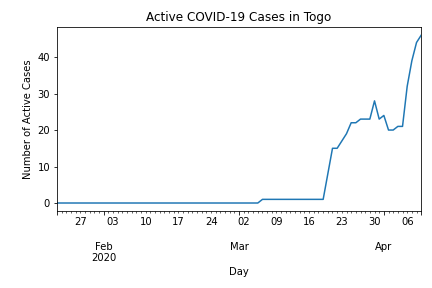 Active COVID-19 Cases in Togo
Number of Active Cases
40
30
20
10
0
27 03 10 17 24 02 09 16 23 30 06
Feb Mar Apr
2020
Day